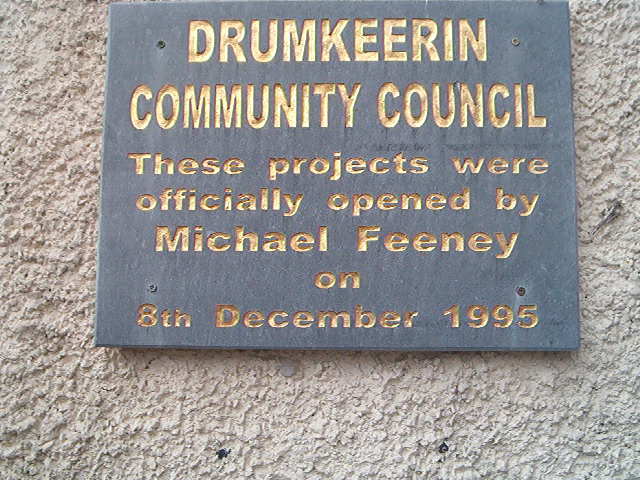 DRUMKEERIN
COMMUNITY COUNCIL
These projects were
officially opened by
Michael Feeney
on
8th December 1995